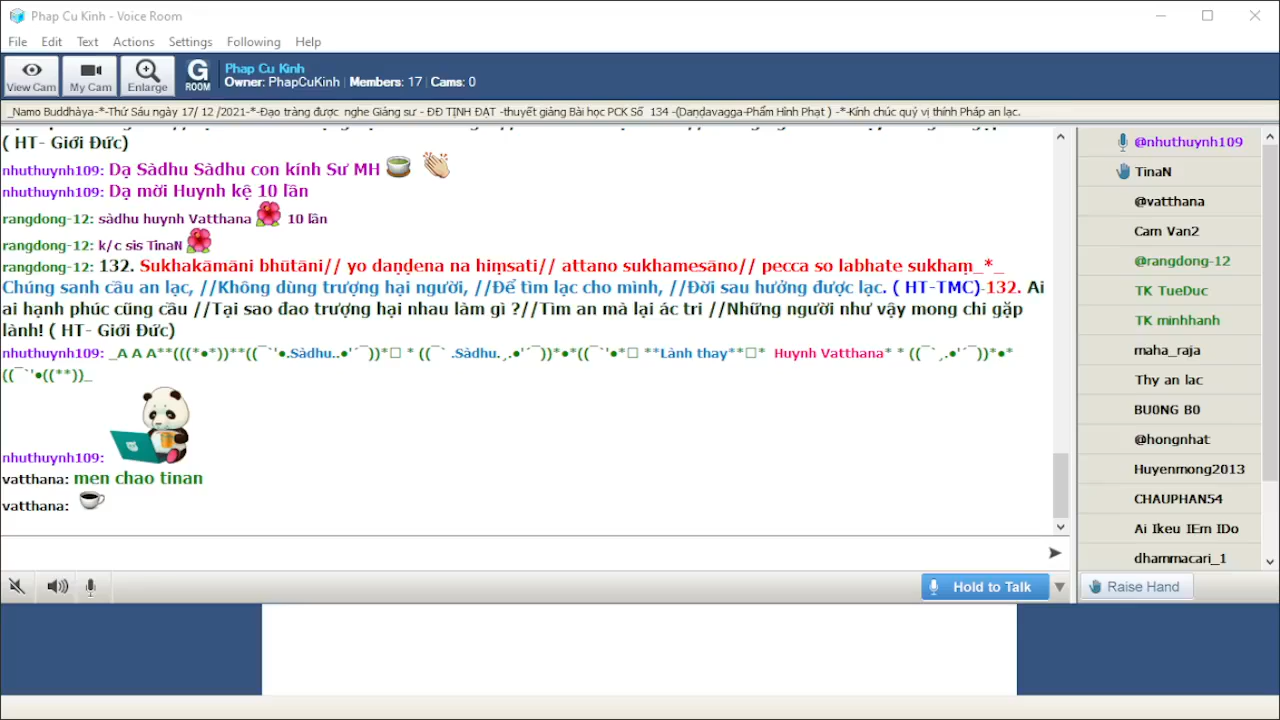 Phap Cu Kinh - Voice Room
File Edit Text Actions Settings Following Help
View Cam My Cam Enlarge G ROOM
Phap Cu Kinh
Owner: PhapCuKinh | Members: 17 | Cams: 0
_Namo Buddhàya-*-Thứ Sáu ngày 17/ 12 /2021-*-Đạo tràng được nghe Giảng sư - ĐĐ TỊNH ĐẠT -thuyết giảng Bài học PCK Số 134 -(Daṇḍavagga-Phẩm Hình Phạt ) -*-Kính chúc quý vị thính Pháp an lạc.
( HT- Giới Đức)
nhuthuynh109: Dạ Sàdhu Sàdhu con kính Sư MH
nhuthuynh109: Dạ mời Huynh kệ 10 lần
rangdong-12: sàdhu huynh Vatthana 10 lần
rangdong-12: k/c sis TinaN
rangdong-12: 132. Sukhakāmāni bhūtāni// yo daṇḍena na hiṃsati// attano sukhamesāno// pecca so labhate sukhaṃ_*_
Chúng sanh cầu an lạc, //Không dùng trượng hại người, //Để tìm lạc cho mình, //Đời sau hưởng được lạc. ( HT-TMC)-132. Ai
ai hạnh phúc cũng cầu //Tại sao đao trượng hại nhau làm gì ?//Tìm an mà lại ác tri //Những người như vậy mong chi gặp
lành! ( HT- Giới Đức)
nhuthuynh109: _A A A**(((*•*))**((¯`'•.Sàdhu..•'´¯))*□ * ((¯` .Sàdhu.¸.•'´¯))*•*((¯`'•*□ **Lành thay**□* Huynh Vatthana* * ((¯`¸.•'´¯))*•*
((¯`'•((**))_
nhuthuynh109:
vatthana: men chao tinan
vatthana:
Hold to Talk
@nhuthuynh109
TinaN
@vatthana
Cam Van2
@rangdong-12
TK TueDuc
TK minhhanh
maha_raja
Thy an lac
BU0NG B0
@hongnhat
Huyenmong2013
CHAUPHAN54
Ai Ikeu IEm IDo
dhammacari_1
Raise Hand